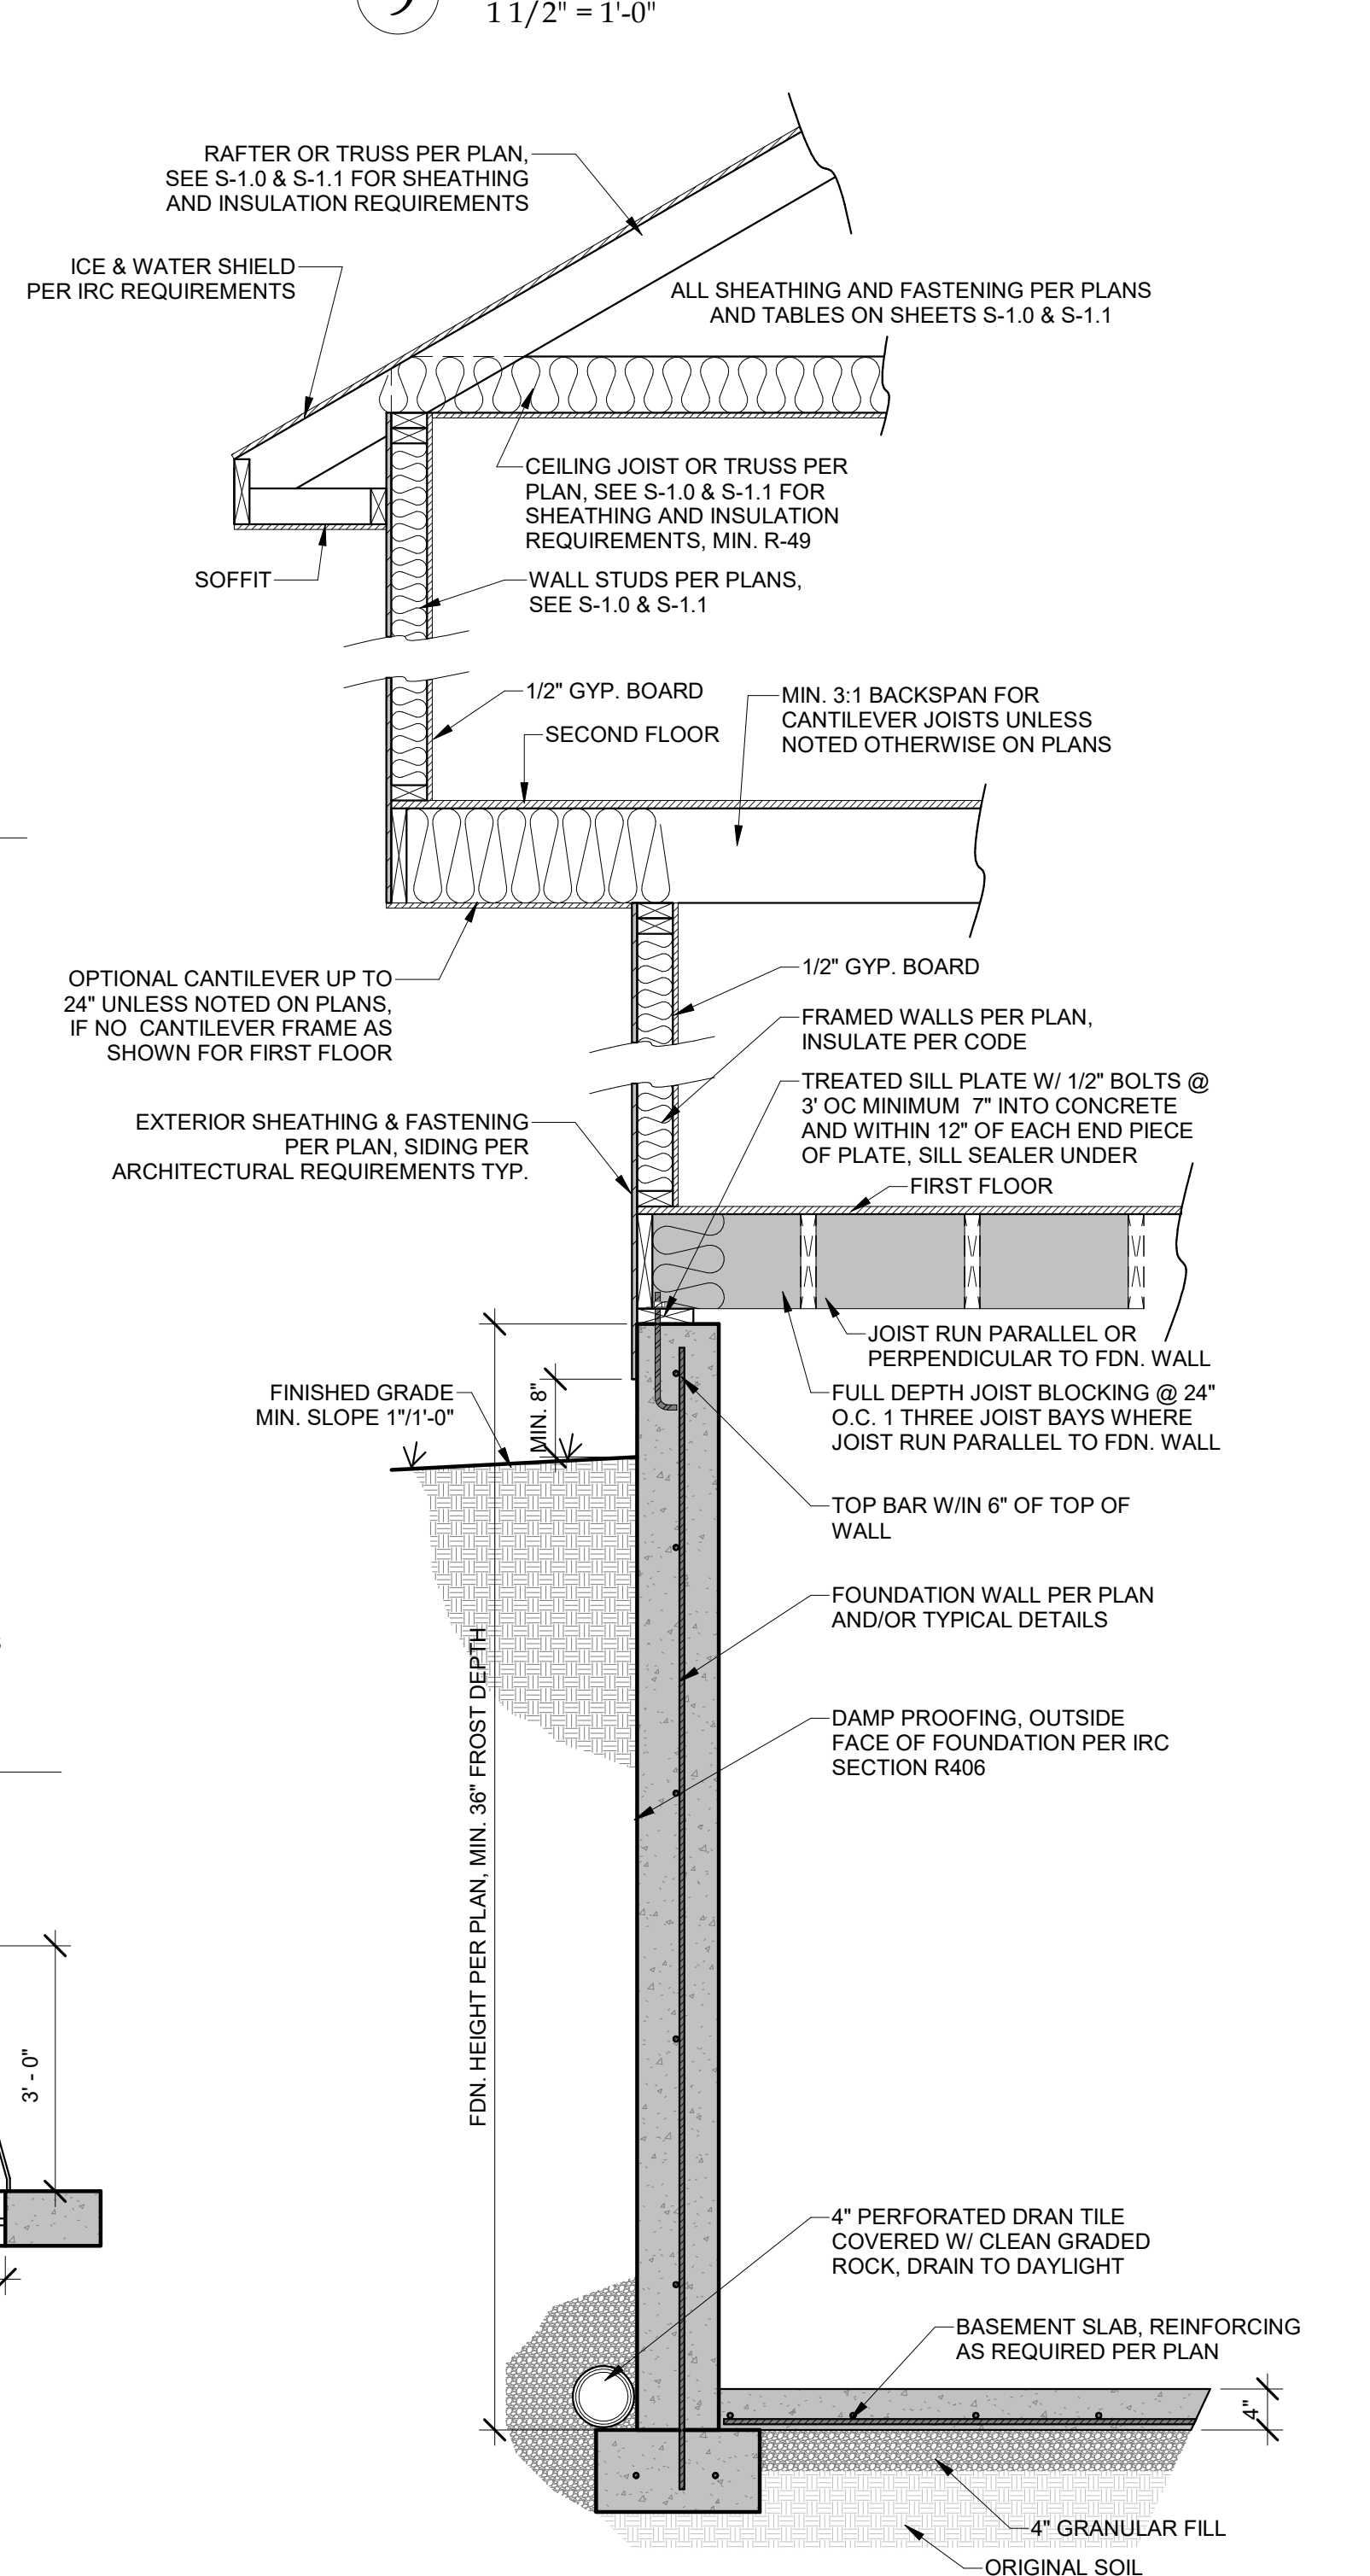 1 1/2" = 1'-0"
RAFTER OR TRUSS PER PLAN,
SEE S-1.0 & S-1.1 FOR SHEATHING
AND INSULATION REQUIREMENTS
ICE & WATER SHIELD
PER IRC REQUIREMENTS
ALL SHEATHING AND FASTENING PER PLANS
AND TABLES ON SHEETS S-1.0 & S-1.1
CEILING JOIST OR TRUSS PER
PLAN, SEE S-1.0 & S-1.1 FOR
SHEATHING AND INSULATION
REQUIREMENTS, MIN. R-49
SOFFIT
WALL STUDS PER PLANS,
SEE S-1.0 & S-1.1
1/2" GYP. BOARD
SECOND FLOOR
MIN. 3:1 BACKSPAN FOR
CANTILEVER JOISTS UNLESS
NOTED OTHERWISE ON PLANS
OPTIONAL CANTILEVER UP TO
24" UNLESS NOTED ON PLANS,
IF NO CANTILEVER FRAME AS
SHOWN FOR FIRST FLOOR
1/2" GYP. BOARD
FRAMED WALLS PER PLAN,
INSULATE PER CODE
TREATED SILL PLATE W/ 1/2" BOLTS @
3' OC MINIMUM 7" INTO CONCRETE
AND WITHIN 12" OF EACH END PIECE
OF PLATE, SILL SEALER UNDER
EXTERIOR SHEATHING & FASTENING
PER PLAN, SIDING PER
ARCHITECTURAL REQUIREMENTS TYP.
FIRST FLOOR
JOIST RUN PARALLEL OR
PERPENDICULAR TO FDN. WALL
FINISHED GRADE
MIN. SLOPE 1"/1'-0"
MIN. 8"
FULL DEPTH JOIST BLOCKING @ 24"
O.C. 1 THREE JOIST BAYS WHERE
JOIST RUN PARALLEL TO FDN. WALL
TOP BAR W/IN 6" OF TOP OF
WALL
FOUNDATION WALL PER PLAN
AND/OR TYPICAL DETAILS
FDN. HEIGHT PER PLAN, MIN. 36" FROST DEPTH
DAMP PROOFING, OUTSIDE
FACE OF FOUNDATION PER IRC
SECTION R406
3' - 0"
4" PERFORATED DRAN TILE
COVERED W/ CLEAN GRADED
ROCK, DRAIN TO DAYLIGHT
BASEMENT SLAB, REINFORCING
AS REQUIRED PER PLAN
4"
4" GRANULAR FILL
ORIGINAL SOIL